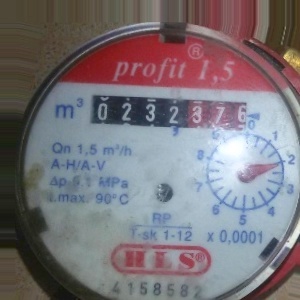 profit® 1,5
m³ 0232376
Qn 1,5 m³/h
A-H/A-V
Δp 0,1 MPa
t.max. 90°C
RP
T-sk 1-12
x 0,0001
HLS®
4158582